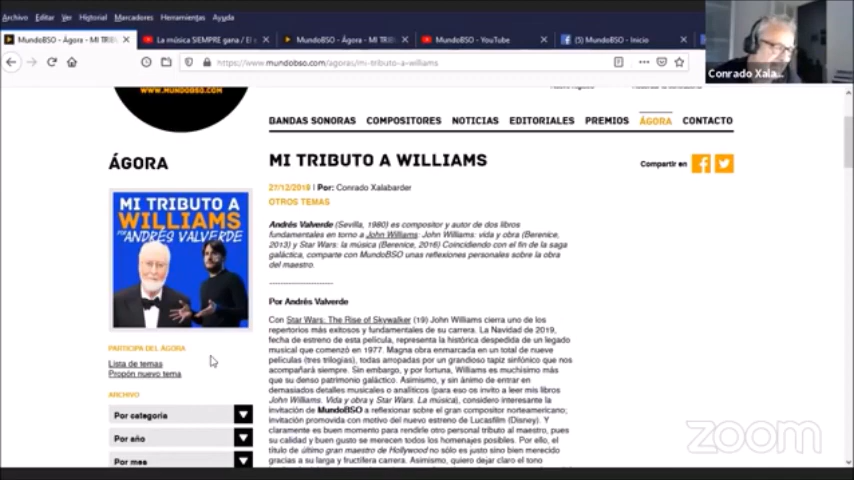 Archivo Editar Ver Historial Marcadores Herramientas Ayuda
MundoBSO - Ágora - MI TRIB
La música SIEMPRE gana / El
MundoBSO - Ágora - MI TRIB
MundoBSO - YouTube
(5) MundoBSO - Inicio
https://www.mundobso.com/agoras/mi-tributo-a-williams
Conrado Xala...
WWW.MUNDOBSO.COM
BANDAS SONORAS COMPOSITORES NOTICIAS EDITORIALES PREMIOS ÁGORA CONTACTO
ÁGORA
MI TRIBUTO A WILLIAMS
Compartir en
27/12/2019 | Por: Conrado Xalabarder
OTROS TEMAS
MI TRIBUTO A
WILLIAMS
POR ANDRÉS VALVERDE
Andrés Valverde (Sevilla, 1980) es compositor y autor de dos libros
fundamentales en torno a John Williams: John Williams: vida y obra (Berenice,
2013) y Star Wars: la música (Berenice, 2016) Coincidiendo con el fin de la saga
galáctica, comparte con MundoBSO unas reflexiones personales sobre la obra
del maestro.
----------------------
Por Andrés Valverde
Con Star Wars: The Rise of Skywalker (19) John Williams cierra uno de los
repertorios más exitosos y fundamentales de su carrera. La Navidad de 2019,
fecha de estreno de esta película, representa la histórica despedida de un legado
musical que comenzó en 1977. Magna obra enmarcada en un total de nueve
películas (tres trilogías), todas arropadas por un grandioso tapiz sinfónico que nos
acompañará siempre. Sin embargo, y por fortuna, Williams es muchísimo más
que su denso patrimonio galáctico. Asimismo, y sin ánimo de entrar en
demasiados detalles musicales o analíticos (para eso os invito a leer mis libros
John Williams. Vida y obra y Star Wars. La música), considero interesante la
invitación de MundoBSO a reflexionar sobre el gran compositor norteamericano;
invitación promovida con motivo del nuevo estreno de Lucasfilm (Disney). Y
claramente es buen momento para rendirle otro personal tributo al maestro, pues
su calidad y buen gusto se merecen todos los homenajes posibles. Por ello, el
título de último gran maestro de Hollywood no sólo es justo sino bien merecido
gracias a su larga y fructífera carrera. Asimismo, quiero dejar claro el tono
PARTICIPA DEL ÁGORA
Lista de temas
Propón nuevo tema
ARCHIVO
Por categoría
Por año
Por mes
zoom